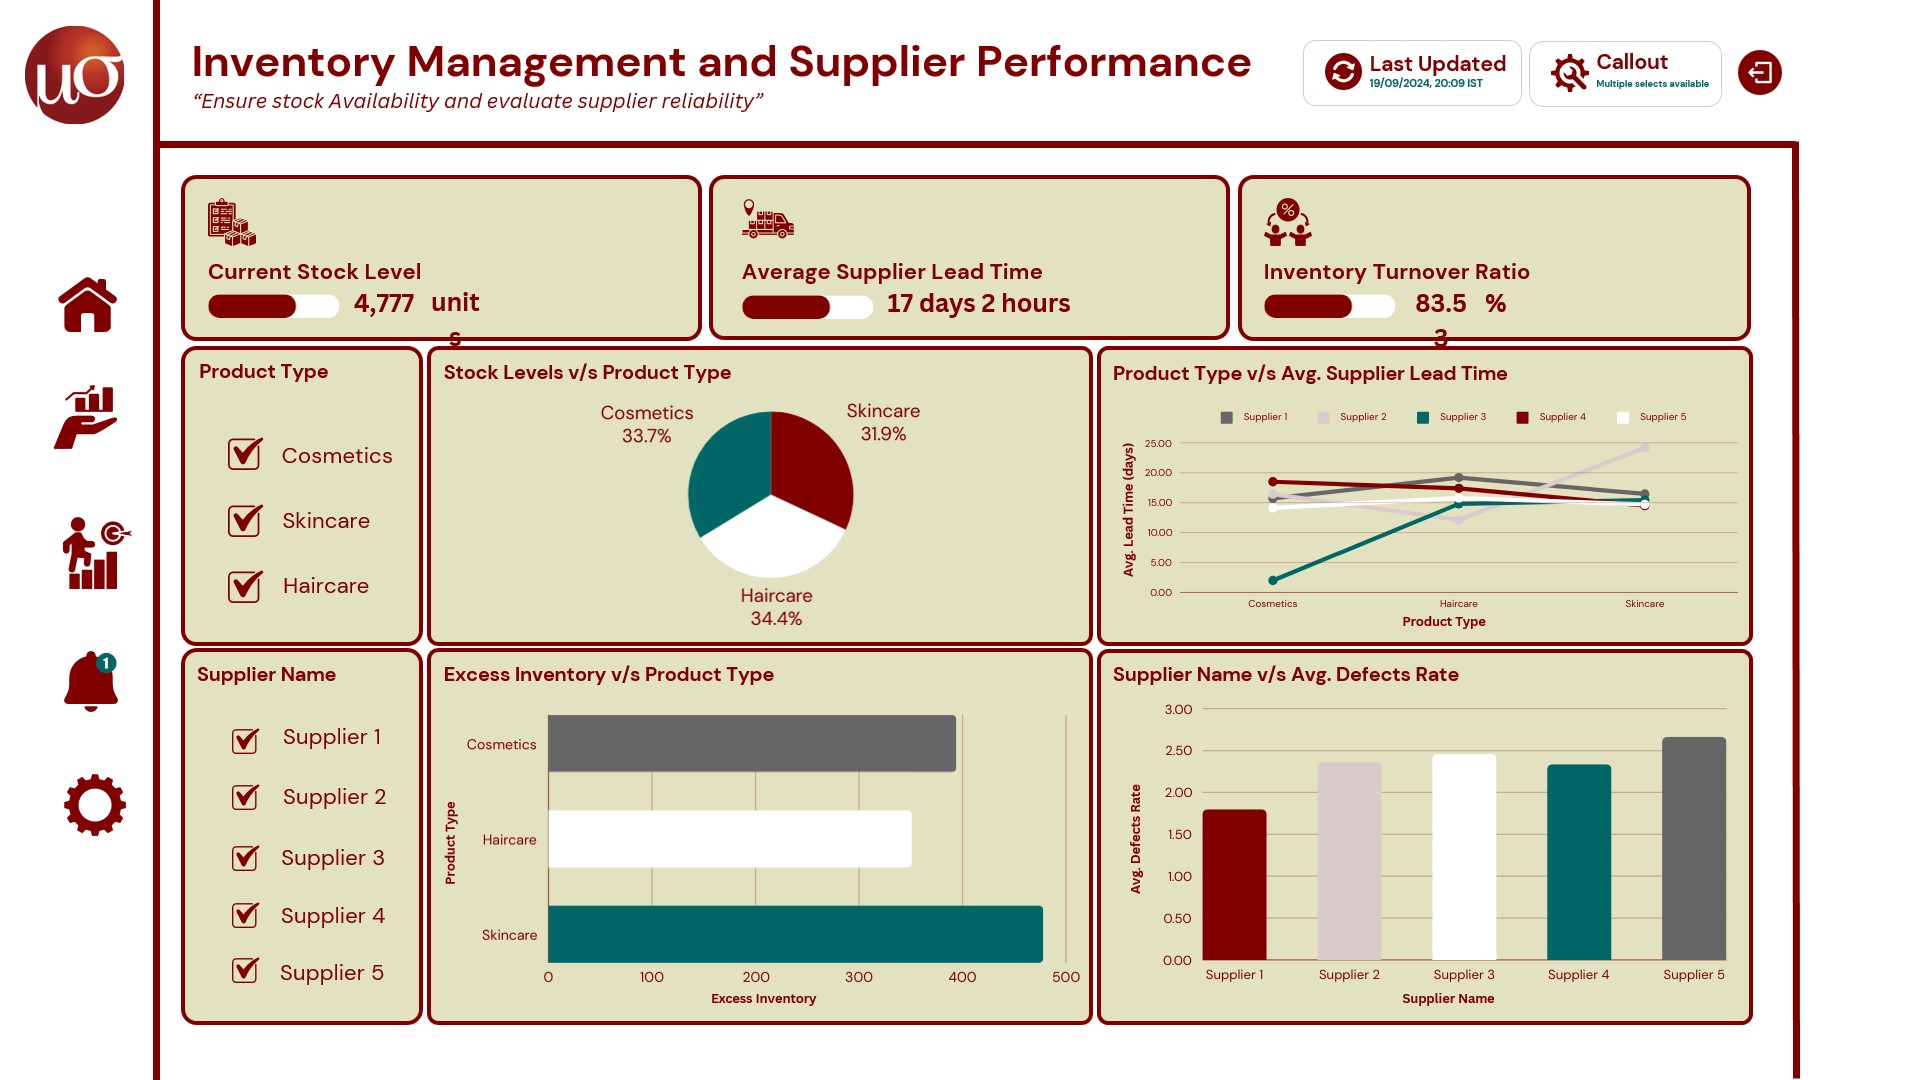 μσ
Inventory Management and Supplier Performance
“Ensure stock Availability and evaluate supplier reliability”
Last Updated
19/09/2024, 20:09 IST
Callout
Multiple selects available
Current Stock Level
4,777 unit
s
Average Supplier Lead Time
17 days 2 hours
%
Inventory Turnover Ratio
83.5 %
3
Product Type
Cosmetics
Skincare
Haircare
Stock Levels v/s Product Type
Cosmetics
33.7%
Skincare
31.9%
Haircare
34.4%
Product Type v/s Avg. Supplier Lead Time
Supplier 1 Supplier 2 Supplier 3 Supplier 4 Supplier 5
Avg. Lead Time (days)
25.00
20.00
15.00
10.00
5.00
0.00
Cosmetics Haircare Skincare
Product Type
1
Supplier Name
Supplier 1
Supplier 2
Supplier 3
Supplier 4
Supplier 5
Excess Inventory v/s Product Type
Product Type
Cosmetics
Haircare
Skincare
0 100 200 300 400 500
Excess Inventory
Supplier Name v/s Avg. Defects Rate
Avg. Defects Rate
3.00
2.50
2.00
1.50
1.00
0.50
0.00
Supplier 1 Supplier 2 Supplier 3 Supplier 4 Supplier 5
Supplier Name